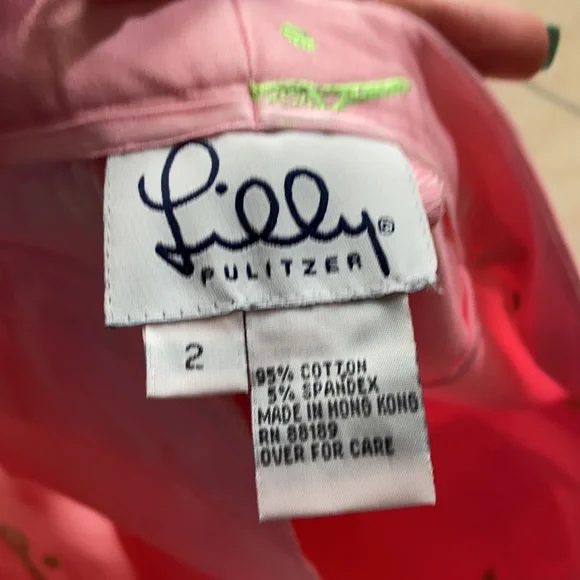 Lilly®
PULITZER
2
95% COTTON
5% SPANDEX
MADE IN HONG KONG
RN 88189
OVER FOR CARE